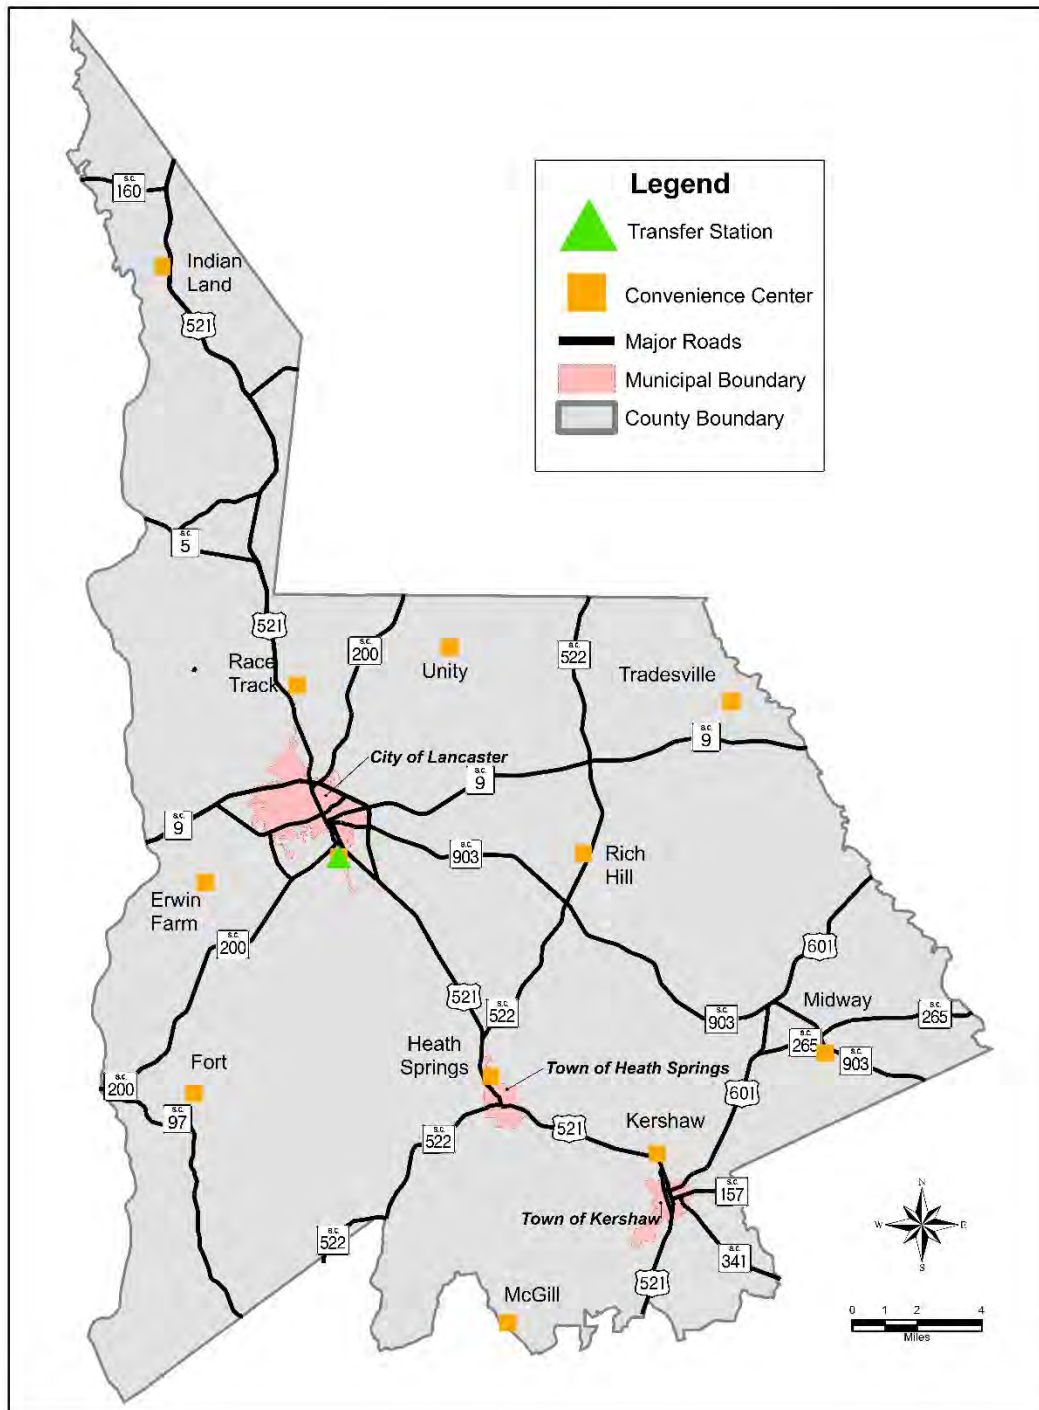 s.c.
160
Indian
Land
521
Legend
Transfer Station
Convenience Center
Major Roads
Municipal Boundary
County Boundary
s.c.
5
521
s.c.
200
Race
Track
Unity
s.c.
522
Tradesville
s.c.
9
City of Lancaster
s.c.
9
s.c.
9
s.c.
903
Rich
Hill
Erwin
Farm
s.c.
200
601
521
s.c.
522
Midway
s.c.
903
s.c.
265
s.c.
265
s.c.
903
Heath
Springs
Town of Heath Springs
s.c.
200
Fort
s.c.
97
601
s.c.
522
521
Kershaw
s.c.
157
Town of Kershaw
s.c.
522
s.c.
341
521
McGill
N
W
E
S
0 1 2 4
Miles